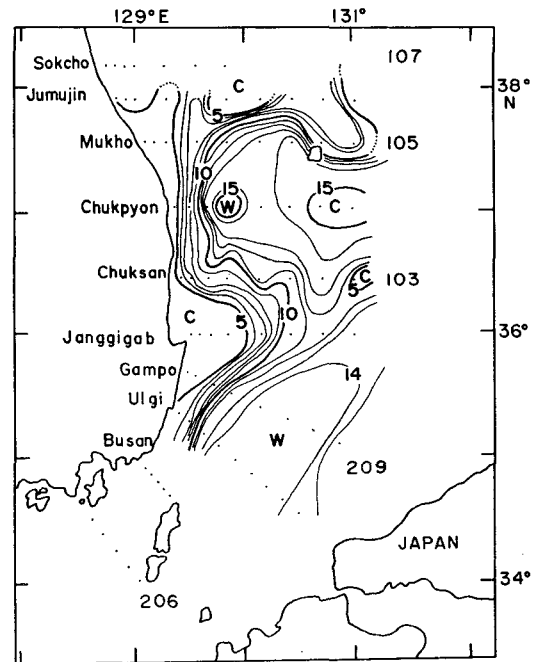 129°E 131°
107
Sokcho
C
38°
N
Jumujin
5
Mukho
105
10
15
15
Chukpyon
W
C
Chuksan
C
5
103
C
5
10
Janggigab
36°
Gampo
14
Ulgi
Busan
W
209
JAPAN
34°
206